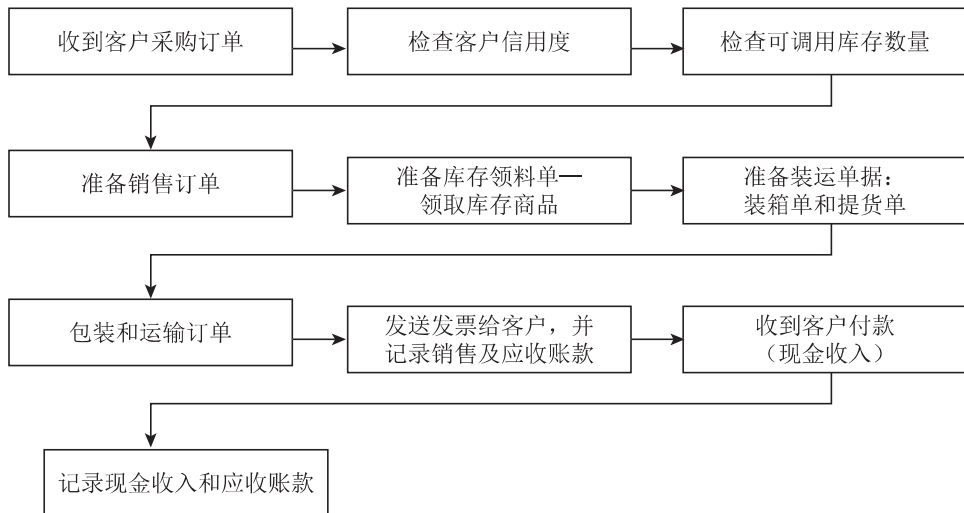 收到客户采购订单
检查客户信用度
检查可调用库存数量
准备销售订单
准备库存领料单—
领取库存商品
准备装运单据：
装箱单和提货单
包装和运输订单
发送发票给客户，并
记录销售及应收账款
收到客户付款
（现金收入）
记录现金收入和应收账款